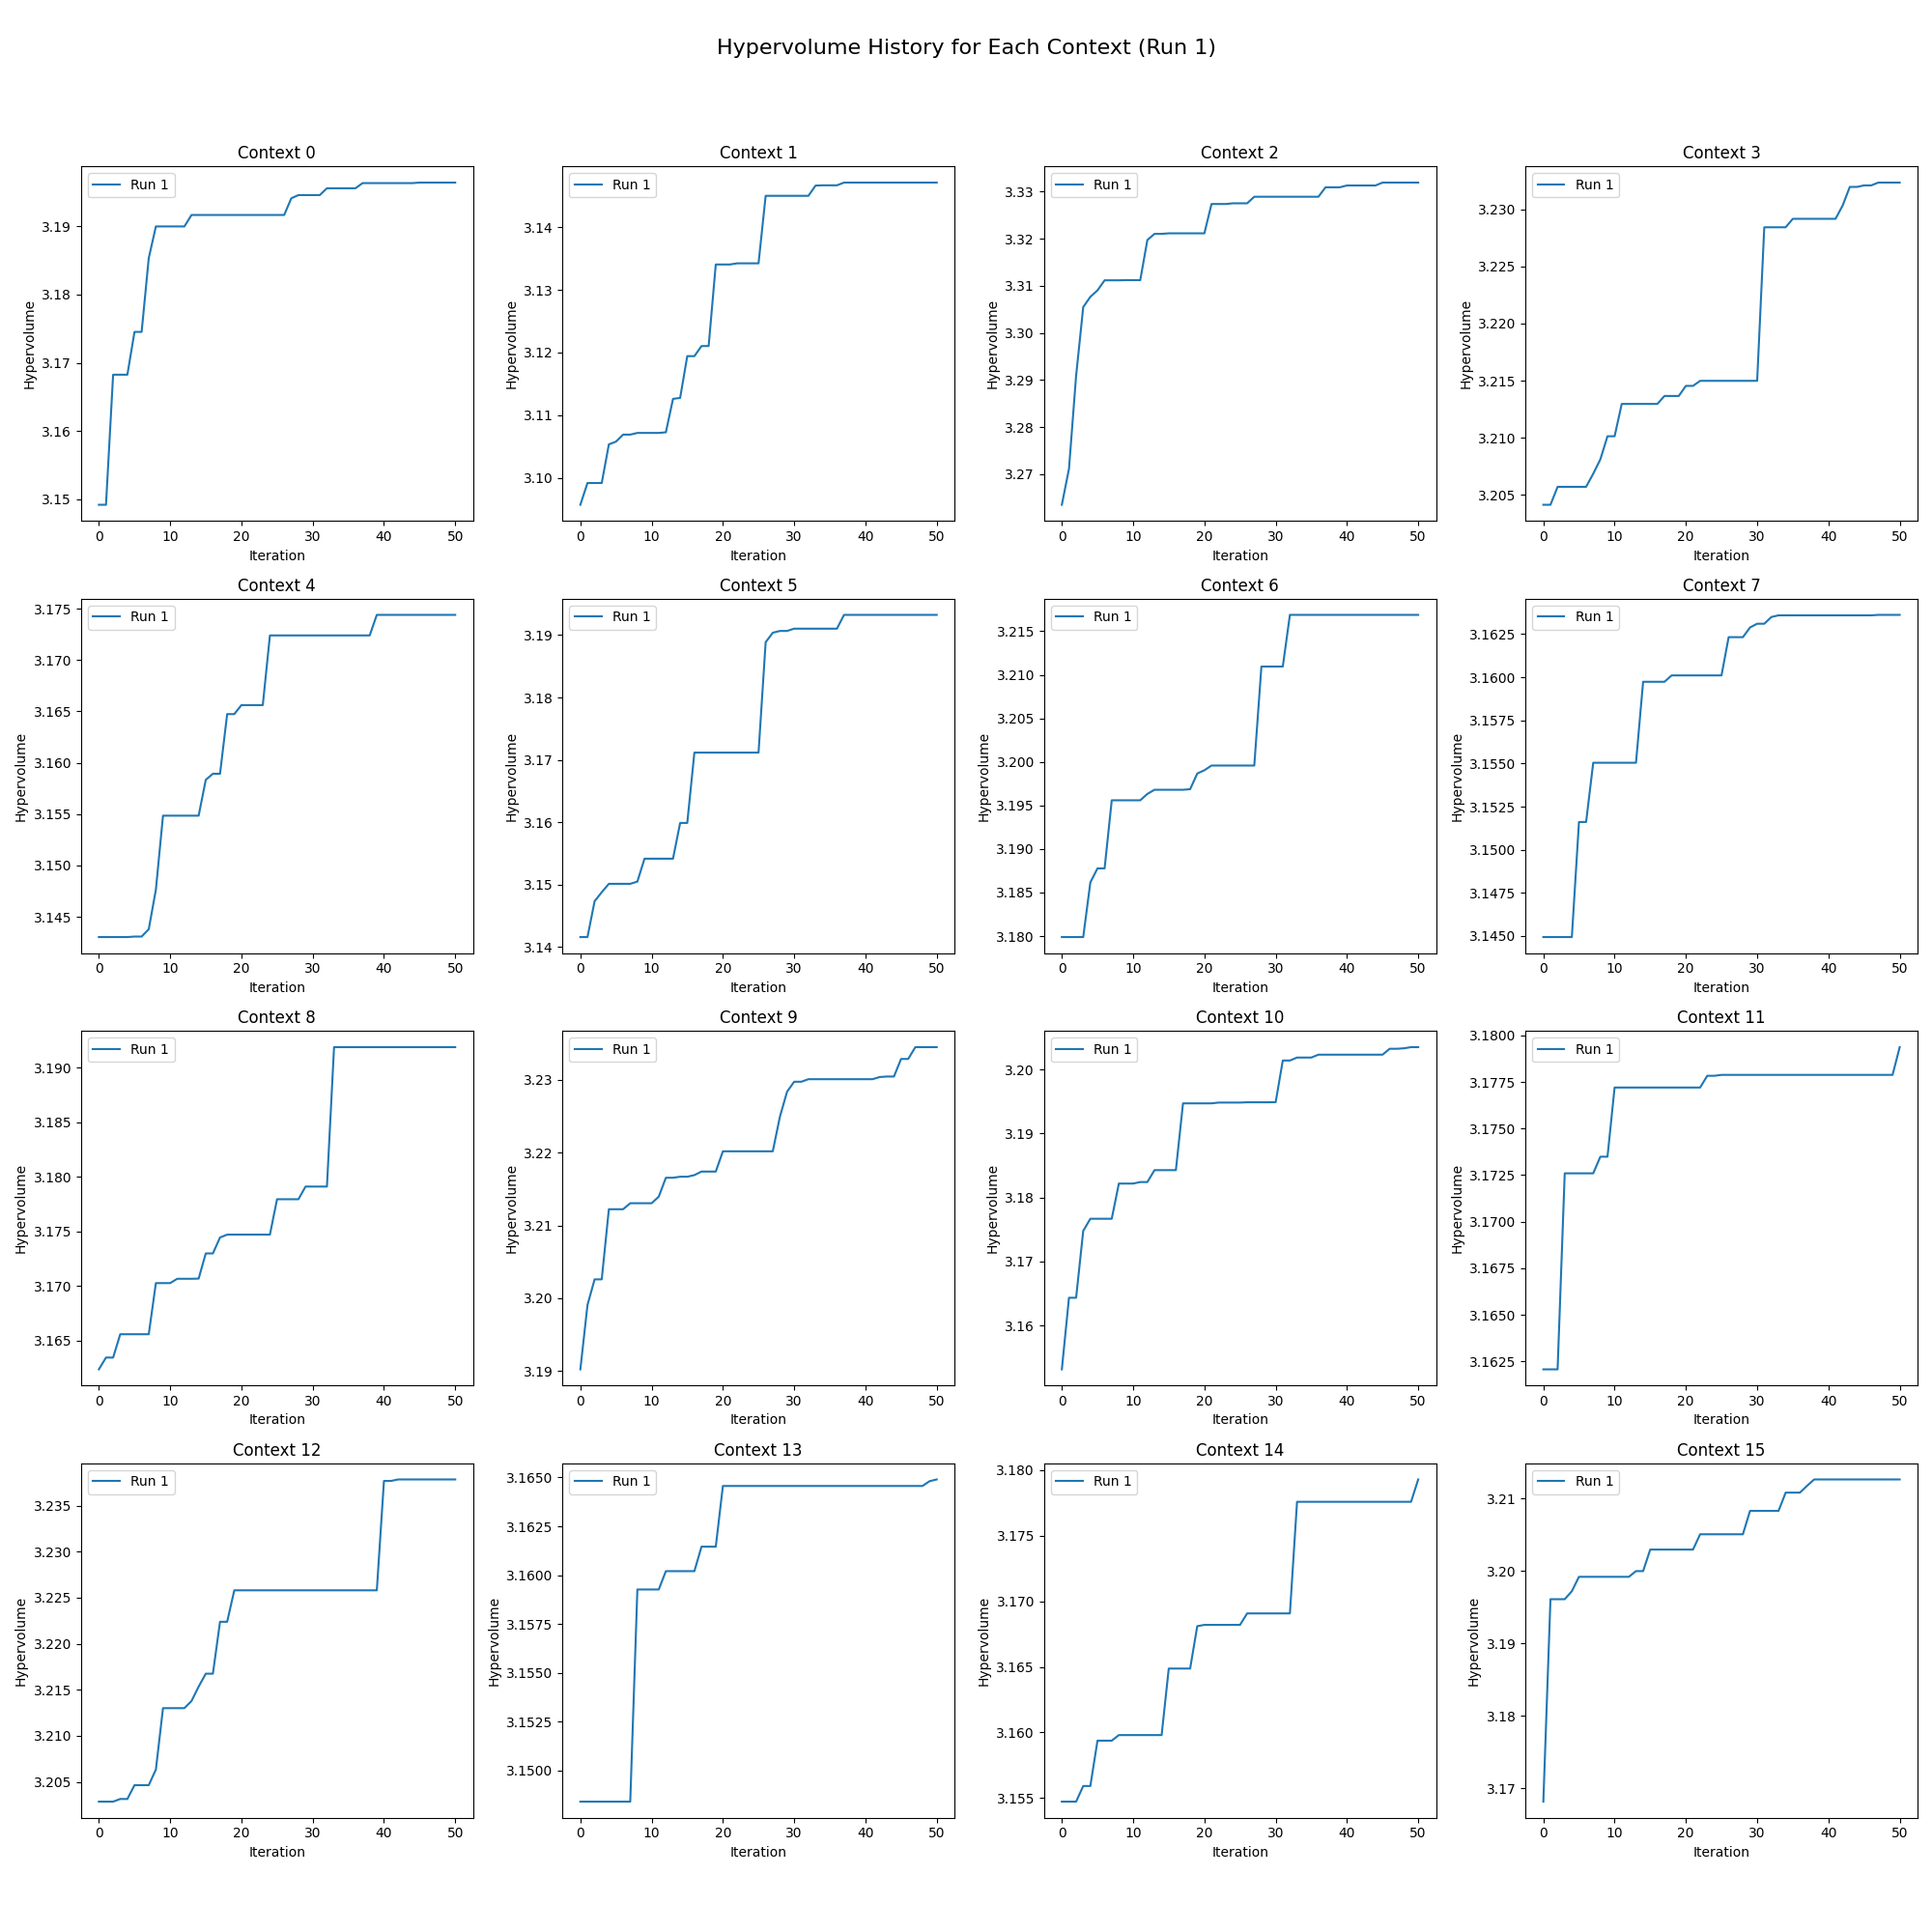 Hypervolume History for Each Context (Run 1)
Context 0
Run 1
3.19
3.18
3.17
3.16
3.15
Hypervolume
0 10 20 30 40 50
Iteration
Context 1
Run 1
3.14
3.13
3.12
3.11
3.10
Hypervolume
0 10 20 30 40 50
Iteration
Context 2
Run 1
3.33
3.32
3.31
3.30
3.29
3.28
3.27
Hypervolume
0 10 20 30 40 50
Iteration
Context 3
Run 1
3.230
3.225
3.220
3.215
3.210
3.205
Hypervolume
0 10 20 30 40 50
Iteration
Context 4
Run 1
3.175
3.170
3.165
3.160
3.155
3.150
3.145
Hypervolume
0 10 20 30 40 50
Iteration
Context 5
Run 1
3.19
3.18
3.17
3.16
3.15
3.14
Hypervolume
0 10 20 30 40 50
Iteration
Context 6
Run 1
3.215
3.210
3.205
3.200
3.195
3.190
3.185
3.180
Hypervolume
0 10 20 30 40 50
Iteration
Context 7
Run 1
3.1625
3.1600
3.1575
3.1550
3.1525
3.1500
3.1475
3.1450
Hypervolume
0 10 20 30 40 50
Iteration
Context 8
Run 1
3.190
3.185
3.180
3.175
3.170
3.165
Hypervolume
0 10 20 30 40 50
Iteration
Context 9
Run 1
3.23
3.22
3.21
3.20
3.19
Hypervolume
0 10 20 30 40 50
Iteration
Context 10
Run 1
3.20
3.19
3.18
3.17
3.16
Hypervolume
0 10 20 30 40 50
Iteration
Context 11
Run 1
3.1800
3.1775
3.1750
3.1725
3.1700
3.1675
3.1650
3.1625
Hypervolume
0 10 20 30 40 50
Iteration
Context 12
Run 1
3.235
3.230
3.225
3.220
3.215
3.210
3.205
Hypervolume
0 10 20 30 40 50
Iteration
Context 13
Run 1
3.1650
3.1625
3.1600
3.1575
3.1550
3.1525
3.1500
Hypervolume
0 10 20 30 40 50
Iteration
Context 14
Run 1
3.180
3.175
3.170
3.165
3.160
3.155
Hypervolume
0 10 20 30 40 50
Iteration
Context 15
Run 1
3.21
3.20
3.19
3.18
3.17
Hypervolume
0 10 20 30 40 50
Iteration